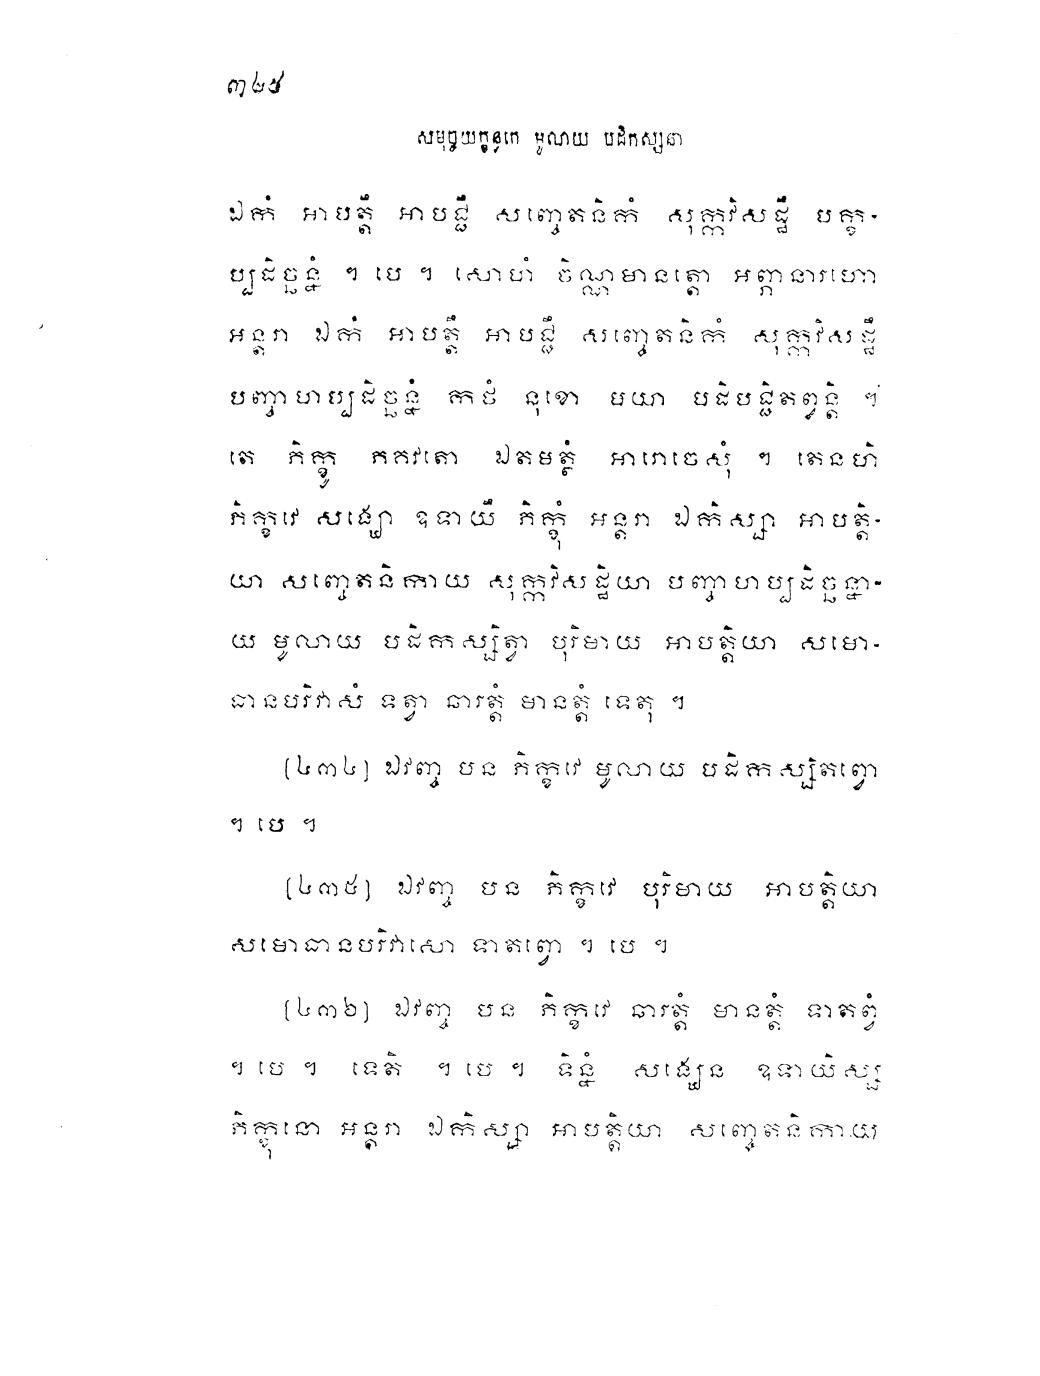 ៣២៥
សមុច្ចយក្ខន្ធកេ មូលាយ បដិកស្សនា
ឯកំ អាបត្តឹ អាបជ្ជឹ សញ្ចេតនិកំ សុក្កវិសដ្ឋឹ បក្ខ-
ប្បដិច្ឆន្នំ ។ បេ ។ សោហំ ចិណ្ណមានត្តោ អព្ភានារហោ
អន្តរា ឯកំ អាបត្តឹ អាបជ្ជឹ សញ្ចេតនិកំ សុក្កវិសដ្ឋឹ
បញ្ចាហប្បដិច្ឆន្នំ កថំ នុខោ មយា បដិបជ្ជិតព្វន្តិ ។
តេ ភិក្ខូ ភគវតោ ឯតមត្ថំ អារោចេសុំ ។ តេនហិ
ភិក្ខវេ សង្ឃោ ឧទាយឹ ភិក្ខុំ អន្តរា ឯកិស្សា អាបត្តិ-
យា សញ្ចេតនិកាយ សុក្កវិសដ្ឋិយា បញ្ចាហប្បដិច្ឆន្នា-
យ មូលាយ បដិកស្សិត្វា បុរិមាយ អាបត្តិយា សមោ-
ធានបរិវាសំ ទត្វា ឆារត្តំ មានត្តំ ទេតុ ។
(៤៣៤) ឯវញ្ច បន ភិក្ខវេ មូលាយ បដិកស្សិតព្វោ
។ បេ ។
(៤៣៥) ឯវញ្ច បន ភិក្ខវេ បុរិមាយ អាបត្តិយា
សមោធានបរិវាសោ ទាតព្វោ ។ បេ ។
(៤៣៦) ឯវញ្ច បន ភិក្ខវេ ឆារត្តំ មានត្តំ ទាតព្វំ
។ បេ ។ ទេតិ ។ បេ ។ ទិន្នំ សង្ឃេន ឧទាយិស្ស
ភិក្ខុនោ អន្តរា ឯកិស្សា អាបត្តិយា សញ្ចេតនិកាយ